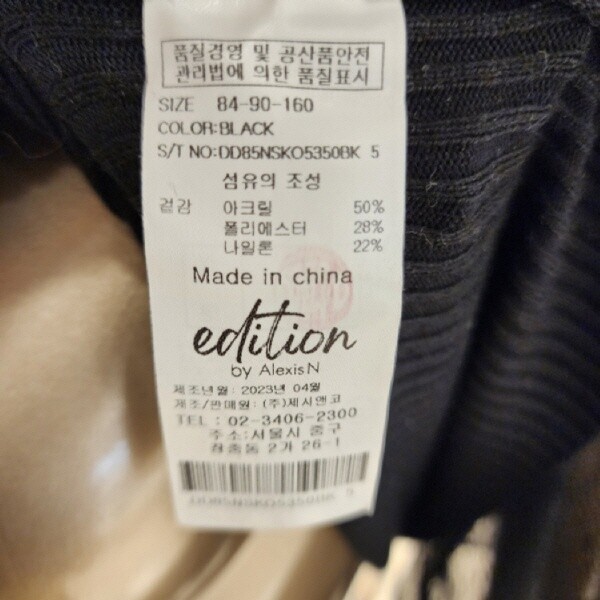 품질경영 및 공산품안전
관리법에 의한 품질표시
SIZE 84-90-160
COLOR:BLACK
S/T NO:DD85NSKO5350BK 5
섬유의 조성
겉감 아크릴 50%
폴리에스터 28%
나일론 22%
Made in china
edition
by AlexisN
제조년월: 2023년 04월
제조/판매원: (주)제시앤코
TEL : 02-3406-2300
주소:서울시 중구
장충동 2가 26-1
DD85NSKO5350BK 5